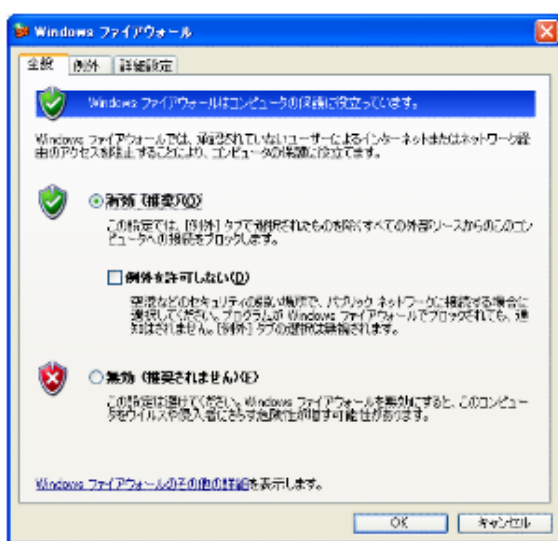 Windows ファイアウォール
全般 例外 詳細設定
Windows ファイアウォールはコンピュータの保護に役立っています。
Windows ファイアウォールでは、承認されていないユーザーによるインターネットまたはネットワーク経
由のアクセスを阻止することにより、コンピュータの保護に役立てます。
有効 (推奨)(O)
この設定では、[例外] タブで選択されたものを除くすべての外部ソースからのこのコン
ピュータへの接続をブロックします。
例外を許可しない(D)
空港などのセキュリティの弱い場所で、パブリック ネットワークに接続する場合に
選択してください。プログラムが Windows ファイアウォールでブロックされても、通
知はされません。[例外] タブの選択は無視されます。
無効 (推奨されません)(F)
この設定は避けてください。Windows ファイアウォールを無効にすると、このコンピュー
タをウイルスや侵入者にさらす危険性が増す可能性があります。
Windows ファイアウォールのその他の詳細を表示します。
OK キャンセル